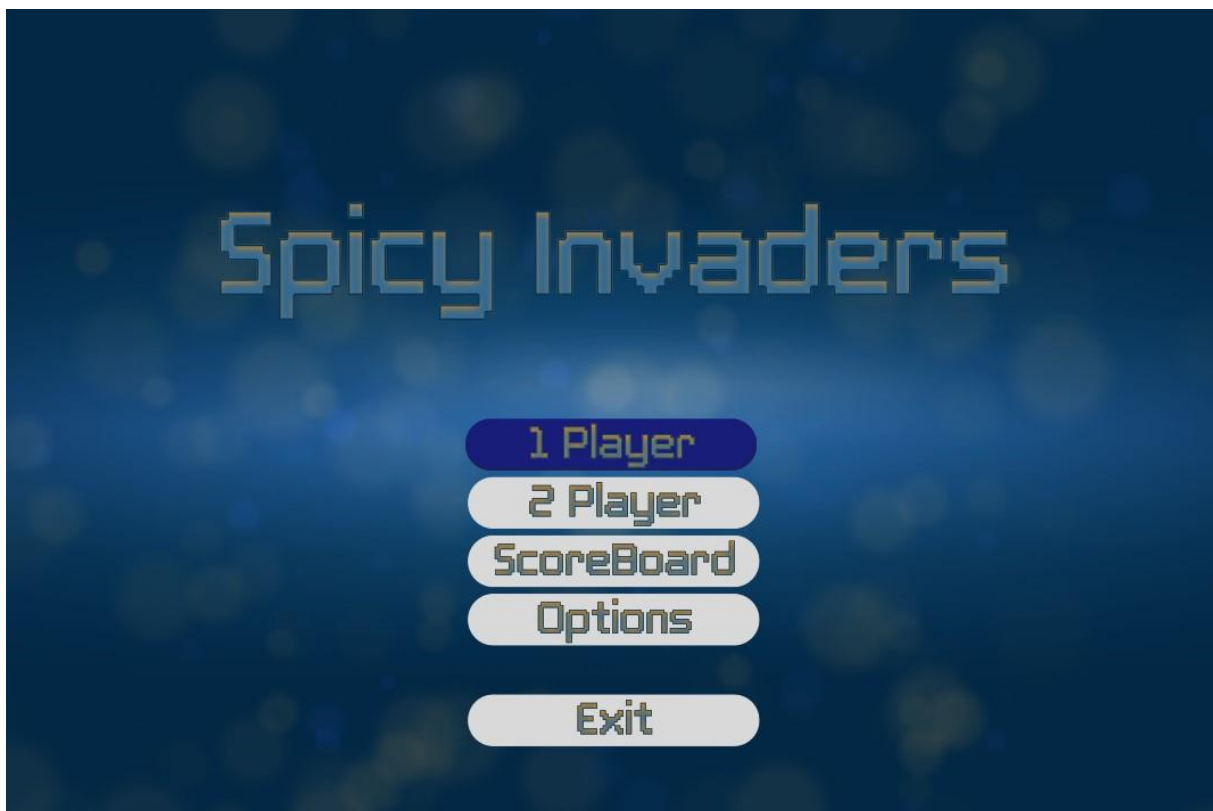 Spicy Invaders
1 Player
2 Player
ScoreBoard
Options
Exit